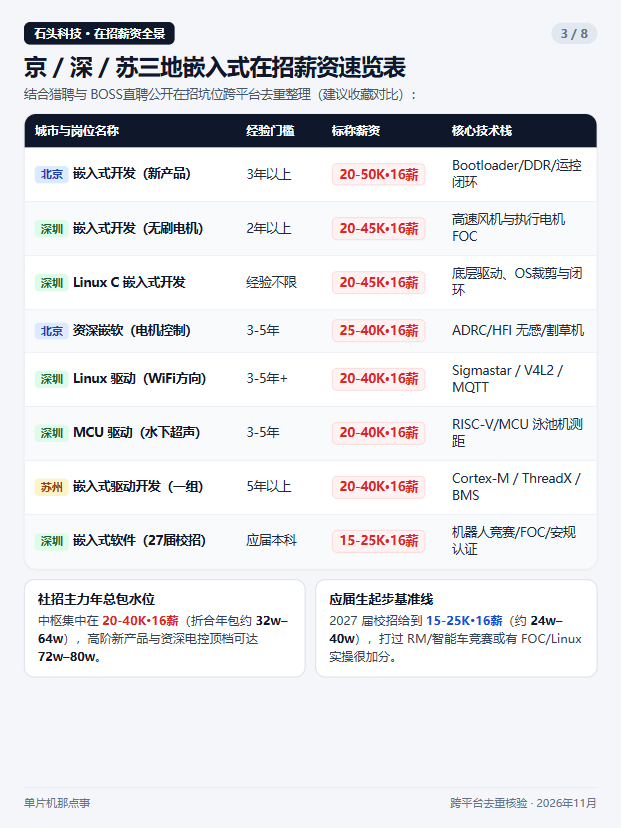 石头科技·在招薪资全景
3 / 8
京 / 深 / 苏三地嵌入式在招薪资速览表
结合猎聘与 BOSS直聘公开在招坑位跨平台去重整理（建议收藏对比）：
城市与岗位名称 经验门槛 标称薪资 核心技术栈
北京 嵌入式开发（新产品） 3年以上 20-50K·16薪 Bootloader/DDR/运控
闭环
深圳 嵌入式开发（无刷电机） 2年以上 20-45K·16薪 高速风机与执行电机
FOC
深圳 Linux C 嵌入式开发 经验不限 20-45K·16薪 底层驱动、OS裁剪与闭
环
北京 资深嵌软（电机控制） 3-5年 25-40K·16薪 ADRC/HFI 无感/割草机
深圳 Linux 驱动（WiFi方向） 3-5年+ 20-40K·16薪 Sigmastar / V4L2 /
MQTT
深圳 MCU 驱动（水下超声） 3-5年 20-40K·16薪 RISC-V/MCU 泳池机测
距
苏州 嵌入式驱动开发（一组） 5年以上 20-40K·16薪 Cortex-M / ThreadX /
BMS
深圳 嵌入式软件（27届校招） 应届本科 15-25K·16薪 机器人竞赛/FOC/安规
认证
社招主力年总包水位
中枢集中在 20-40K·16薪（折合年包约 32w–
64w），高阶新产品与资深电控顶档可达
72w–80w。
应届生起步基准线
2027 届校招给到 15-25K·16薪（约 24w–
40w），打过 RM/智能车竞赛或有 FOC/Linux
实操很加分。
单片机那点事
跨平台去重核验 · 2026年11月